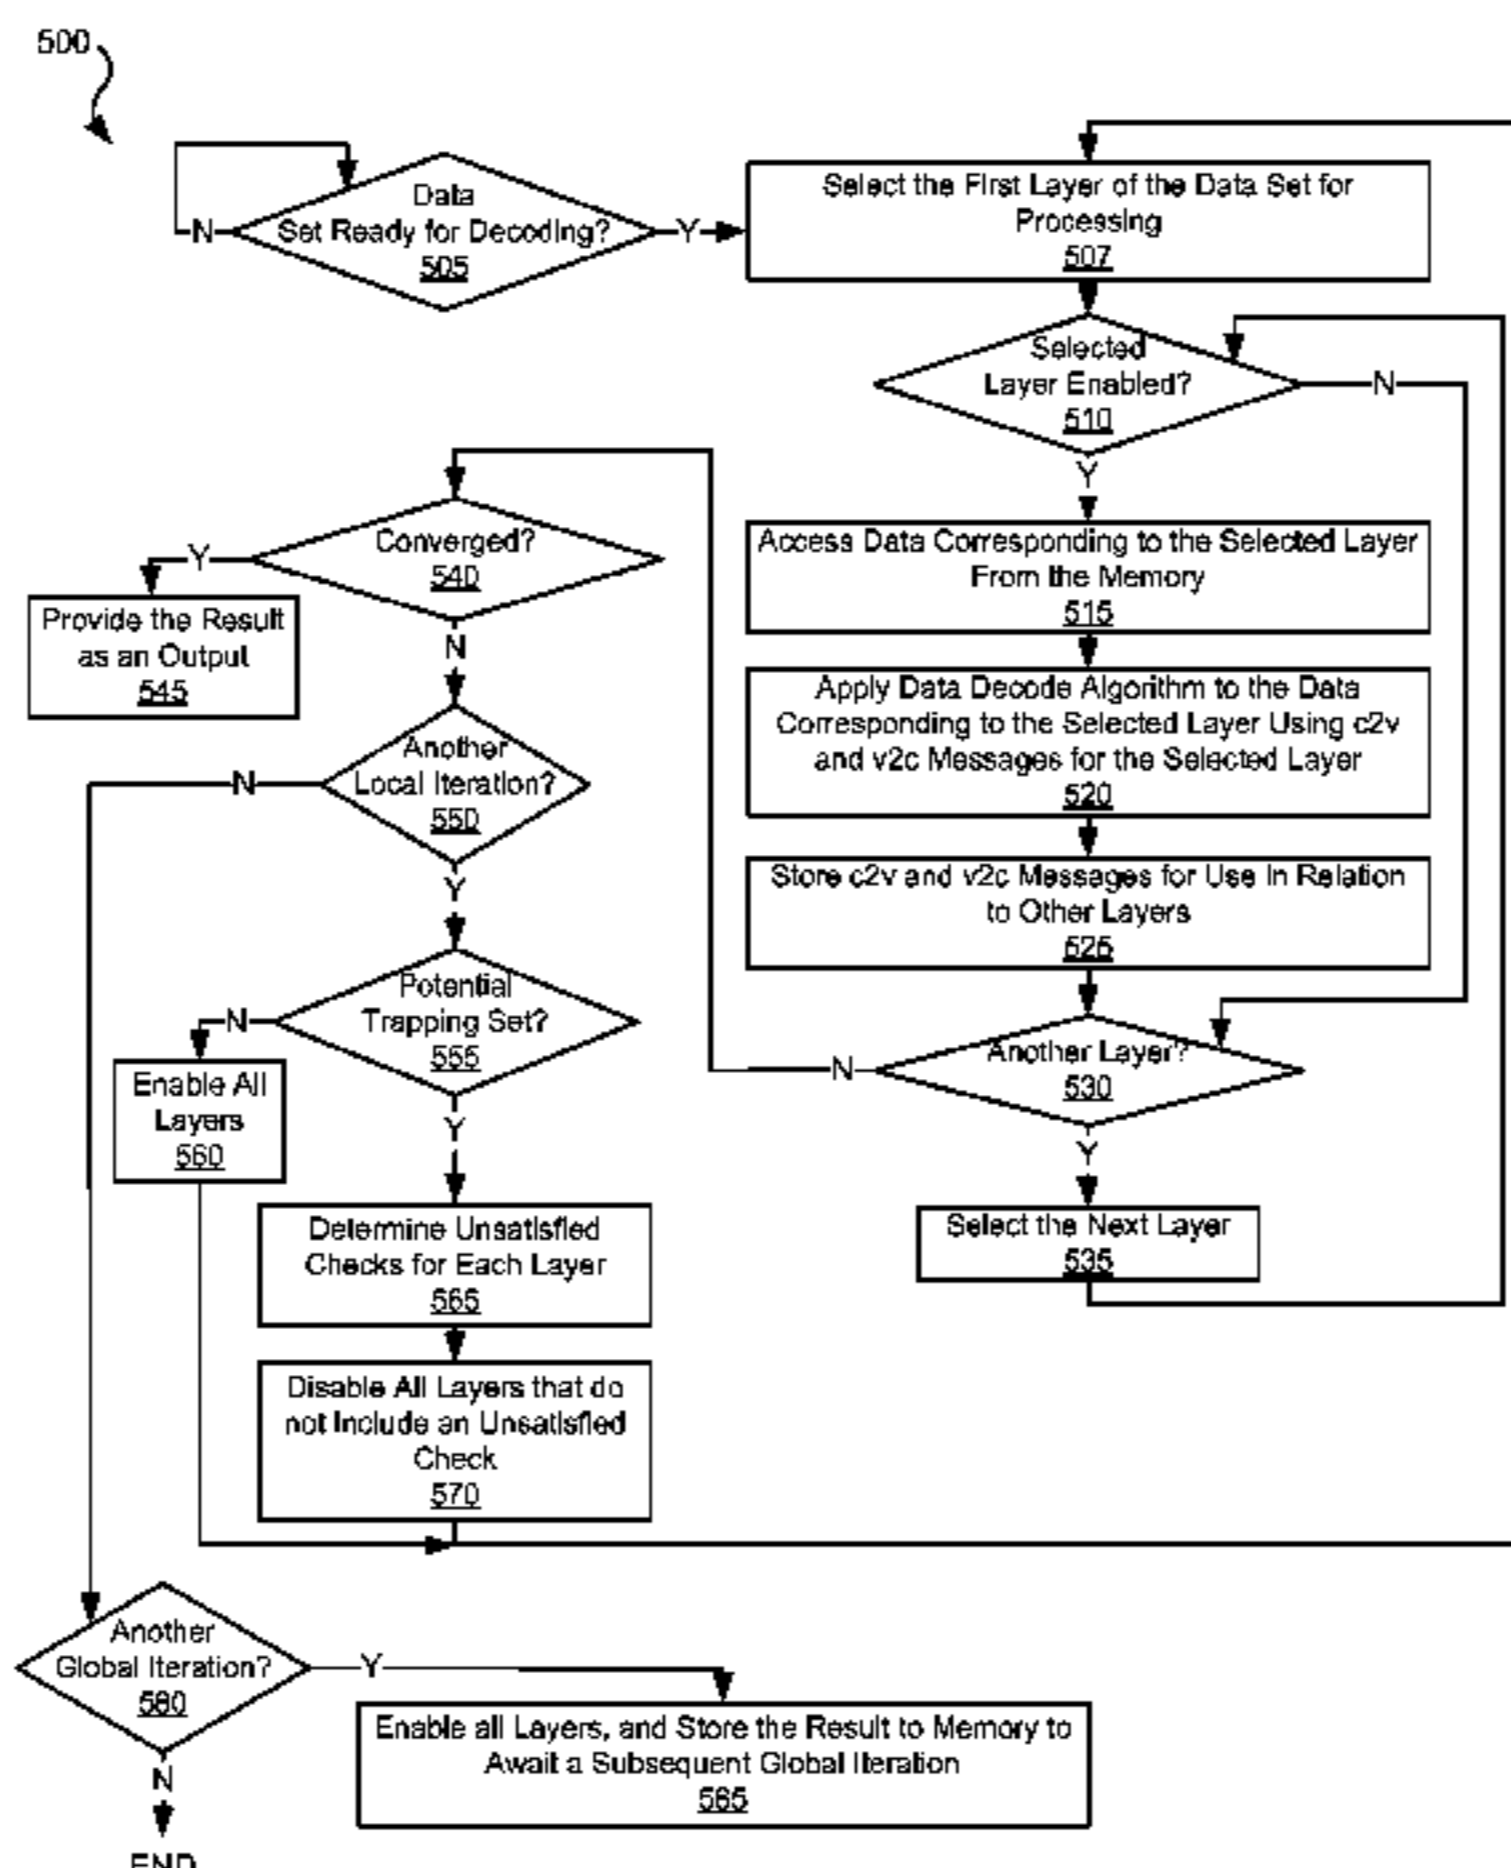 500
Data
Set Ready for Decoding?
505
N
Y
Select the First Layer of the Data Set for
Processing
507
Selected
Layer Enabled?
510
N
Y
Access Data Corresponding to the Selected Layer
From the Memory
515
Apply Data Decode Algorithm to the Data
Corresponding to the Selected Layer Using c2v
and v2c Messages for the Selected Layer
520
Store c2v and v2c Messages for Use In Relation
to Other Layers
525
Another Layer?
530
N
Y
Select the Next Layer
535
Converged?
540
Y
N
Provide the Result
as an Output
545
Another
Local Iteration?
550
N
Y
Potential
Trapping Set?
555
N
Y
Enable All
Layers
560
Determine Unsatisfied
Checks for Each Layer
565
Disable All Layers that do
not Include an Unsatisfied
Check
570
Another
Global Iteration?
580
Y
N
Enable all Layers, and Store the Result to Memory to
Await a Subsequent Global Iteration
585
END